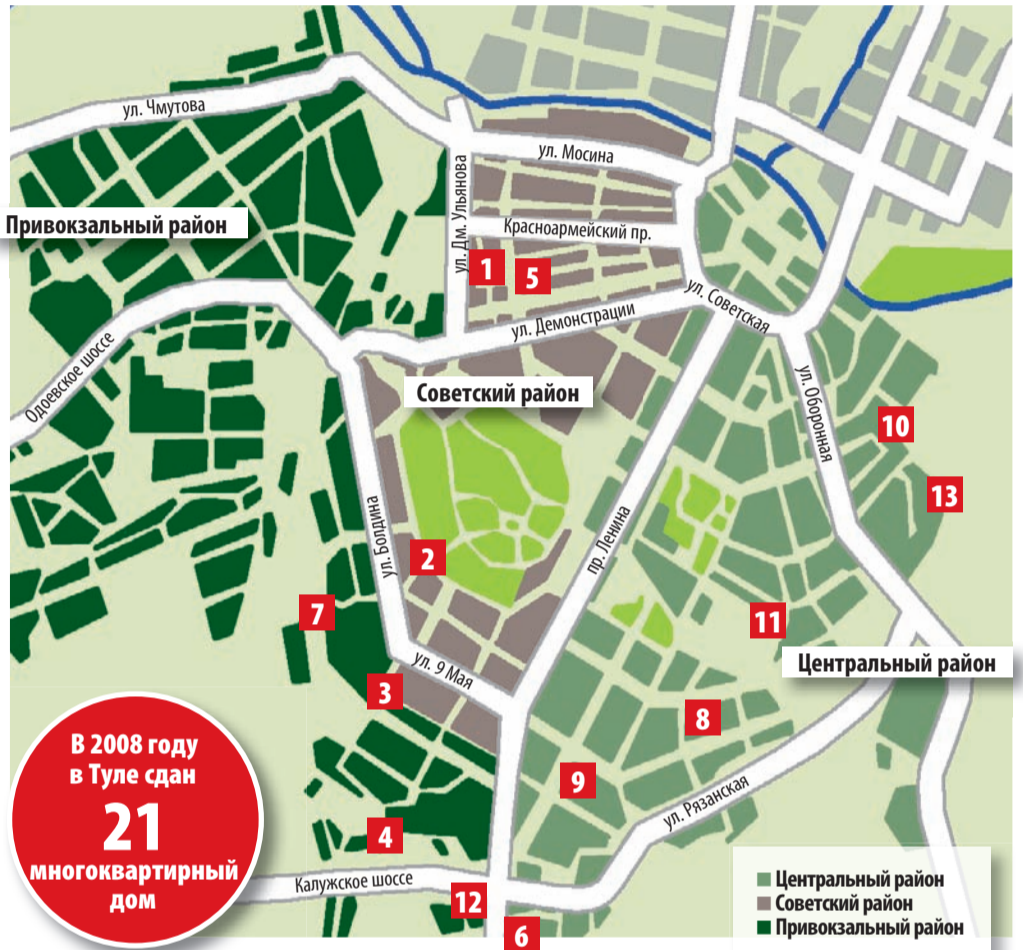 ул. Чмутова
ул. Мосина
ул. Дм. Ульянова
Привокзальный район
Красноармейский пр.
1
5
ул. Советская
ул. Демонстрации
Одоевское шоссе
Советский район
ул. Оборонная
10
13
ул. Болдина
пр. Ленина
2
7
11
ул. 9 Мая
Центральный район
3
8
9
В 2008 году
в Туле сдан
21
многоквартирный
дом
ул. Рязанская
4
Калужское шоссе
12
6
Центральный район
Советский район
Привокзальный район